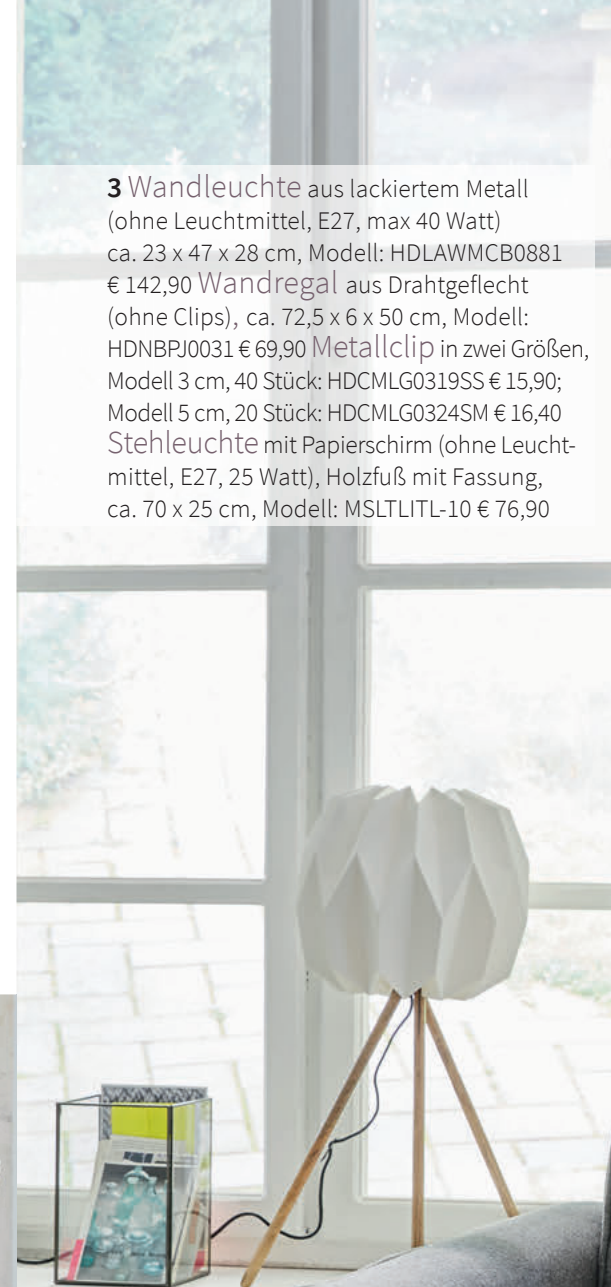 3 Wandleuchte aus lackiertem Metall
(ohne Leuchtmittel, E27, max 40 Watt)
ca. 23 x 47 x 28 cm, Modell: HDLAWMCB0881
€ 142,90 Wandregal aus Drahtgeflecht
(ohne Clips), ca. 72,5 x 6 x 50 cm, Modell:
HDNBPJ0031 € 69,90 Metallclip in zwei Größen,
Modell 3 cm, 40 Stück: HDCMLG0319SS € 15,90;
Modell 5 cm, 20 Stück: HDCMLG0324SM € 16,40
Stehleuchte mit Papierschirm (ohne Leucht-
mittel, E27, 25 Watt), Holzfuß mit Fassung,
ca. 70 x 25 cm, Modell: MSLTLITL-10 € 76,90